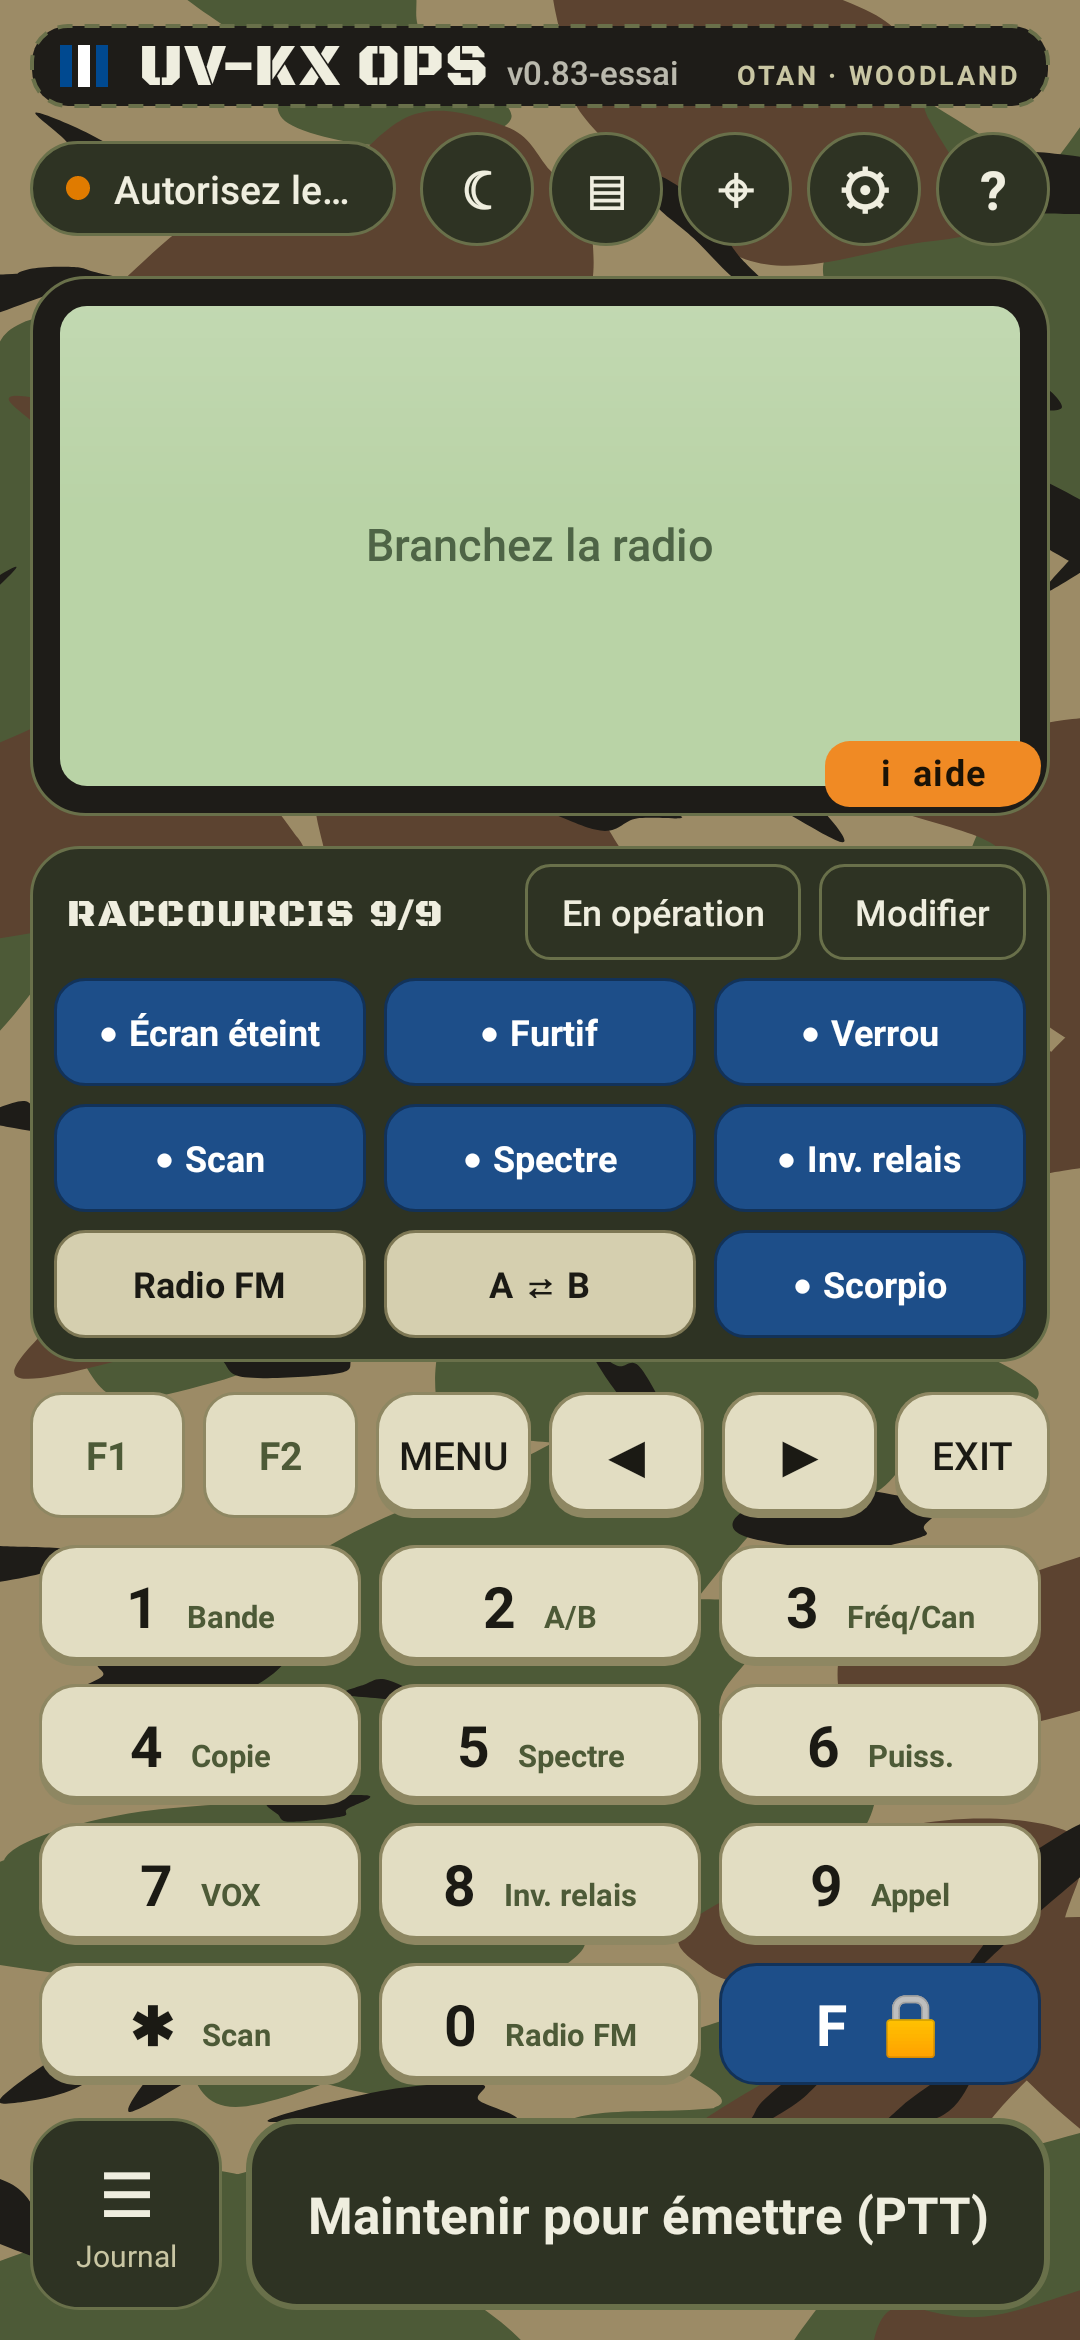 UV-KX OPS v0.83-essai OTAN · WOODLAND
Autorisez le… ☾ ▤ ⌖ ⚙ ?
Branchez la radio
i aide
RACCOURCIS 9/9 En opération Modifier
• Écran éteint • Furtif • Verrou
• Scan • Spectre • Inv. relais
Radio FM A ⇄ B • Scorpio
F1 F2 MENU ◀ ▶ EXIT
1 Bande 2 A/B 3 Fréq/Can
4 Copie 5 Spectre 6 Puiss.
7 VOX 8 Inv. relais 9 Appel
✱ Scan 0 Radio FM F 🔒
☰ Journal Maintenir pour émettre (PTT)